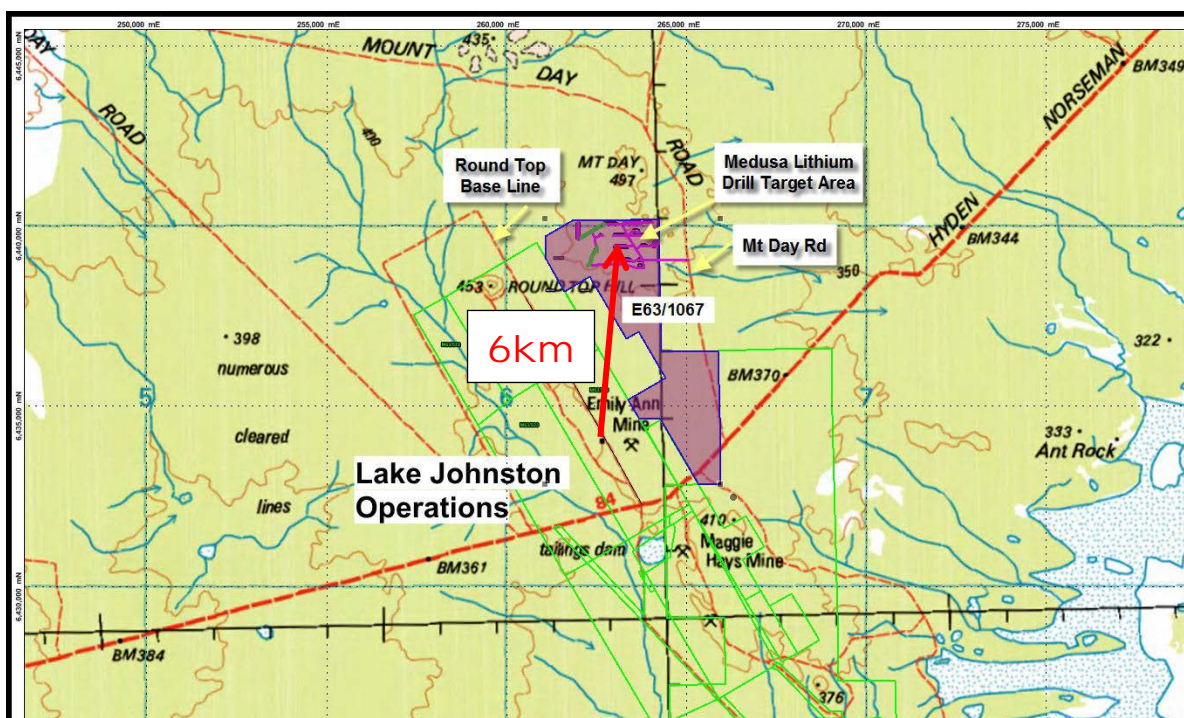 250,000 mE
255,000 mE
260,000 mE
265,000 mE
270,000 mE
275,000 mE
6,445,000 mN
6,440,000 mN
6,435,000 mN
6,430,000 mN
DAY
ROAD
435
MOUNT
DAY
ROAD
400
NORSEMAN
HYDEN
BM349
Round Top
Base Line
MT DAY
497
Medusa Lithium
Drill Target Area
Mt Day Rd
BM344
350
453
ROUND TOP HILL
E63/1067
6km
398
numerous
cleared
lines
5
6
7
322
BM370
Emily Ann
Mine
333
Ant Rock
Lake Johnston
Operations
84
410
tailings dam
Maggie
Hays Mine
BM361
BM384
376